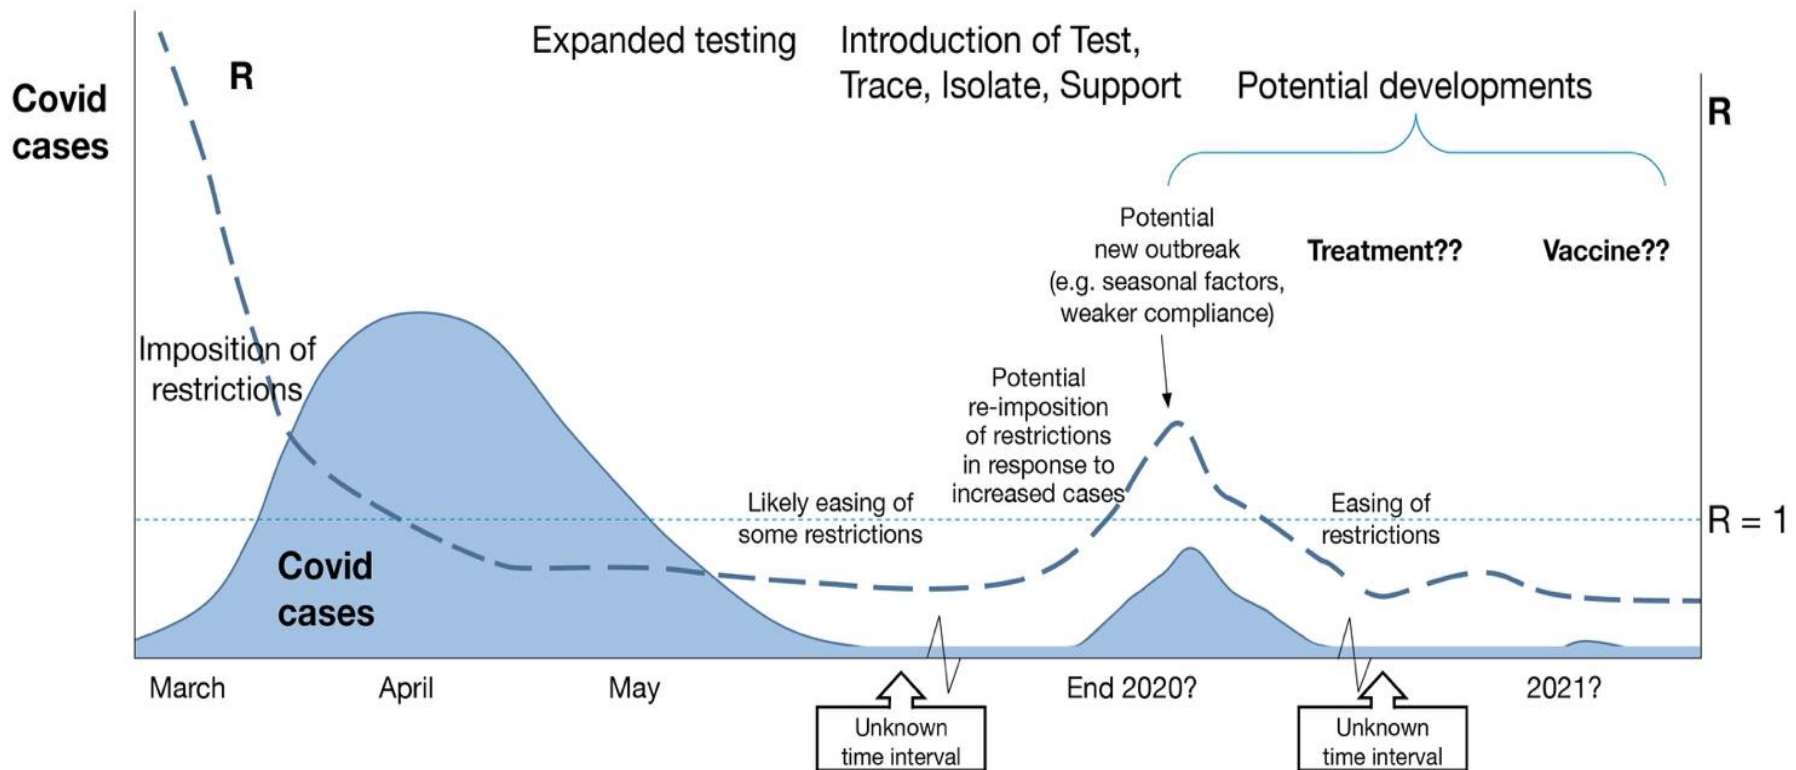 Expanded testing
Introduction of Test,
Trace, Isolate, Support
Potential developments
R
Covid
cases
R
Potential
new outbreak
(e.g. seasonal factors,
weaker compliance)
Treatment??
Vaccine??
Imposition of
restrictions
Potential
re-imposition
of restrictions
in response to
increased cases
Likely easing of
some restrictions
Easing of
restrictions
R = 1
Covid
cases
March
April
May
End 2020?
2021?
Unknown
time interval
Unknown
time interval